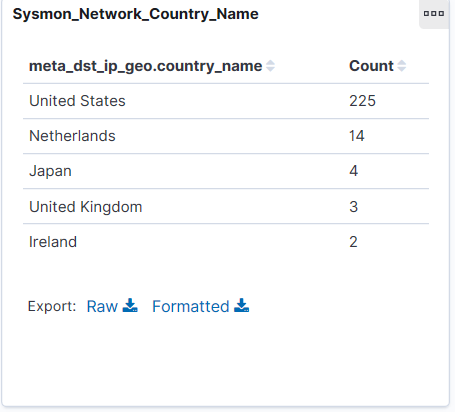 Sysmon_Network_Country_Name
meta_dst_ip_geo.country_name Count
United States 225
Netherlands 14
Japan 4
United Kingdom 3
Ireland 2
Export: Raw Formatted